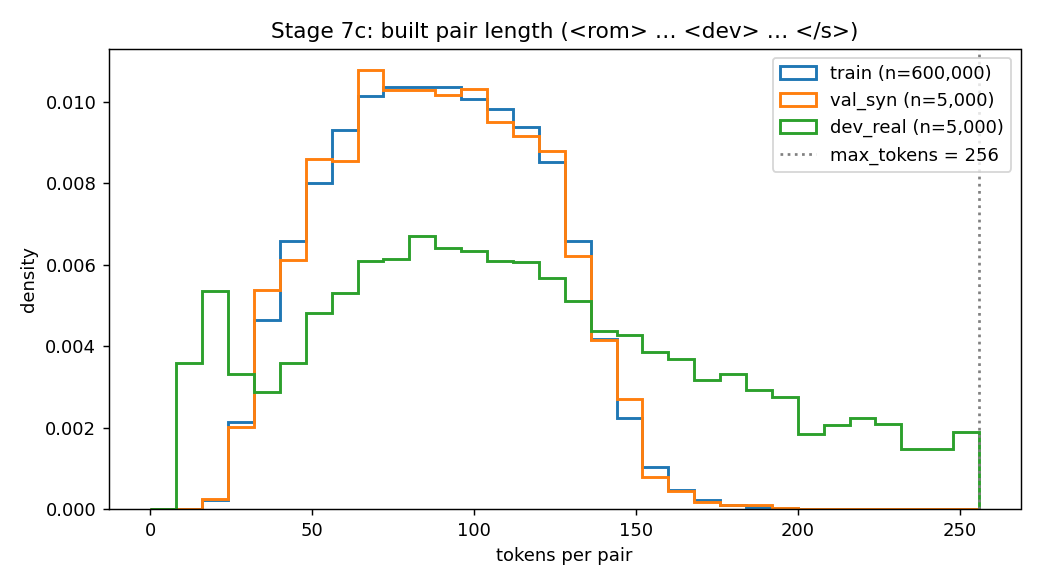 Stage 7c: built pair length (<rom> ... <dev> ... </s>)
density
0.010
0.008
0.006
0.004
0.002
0.000
train (n=600,000)
val_syn (n=5,000)
dev_real (n=5,000)
max_tokens = 256
0 50 100 150 200 250
tokens per pair